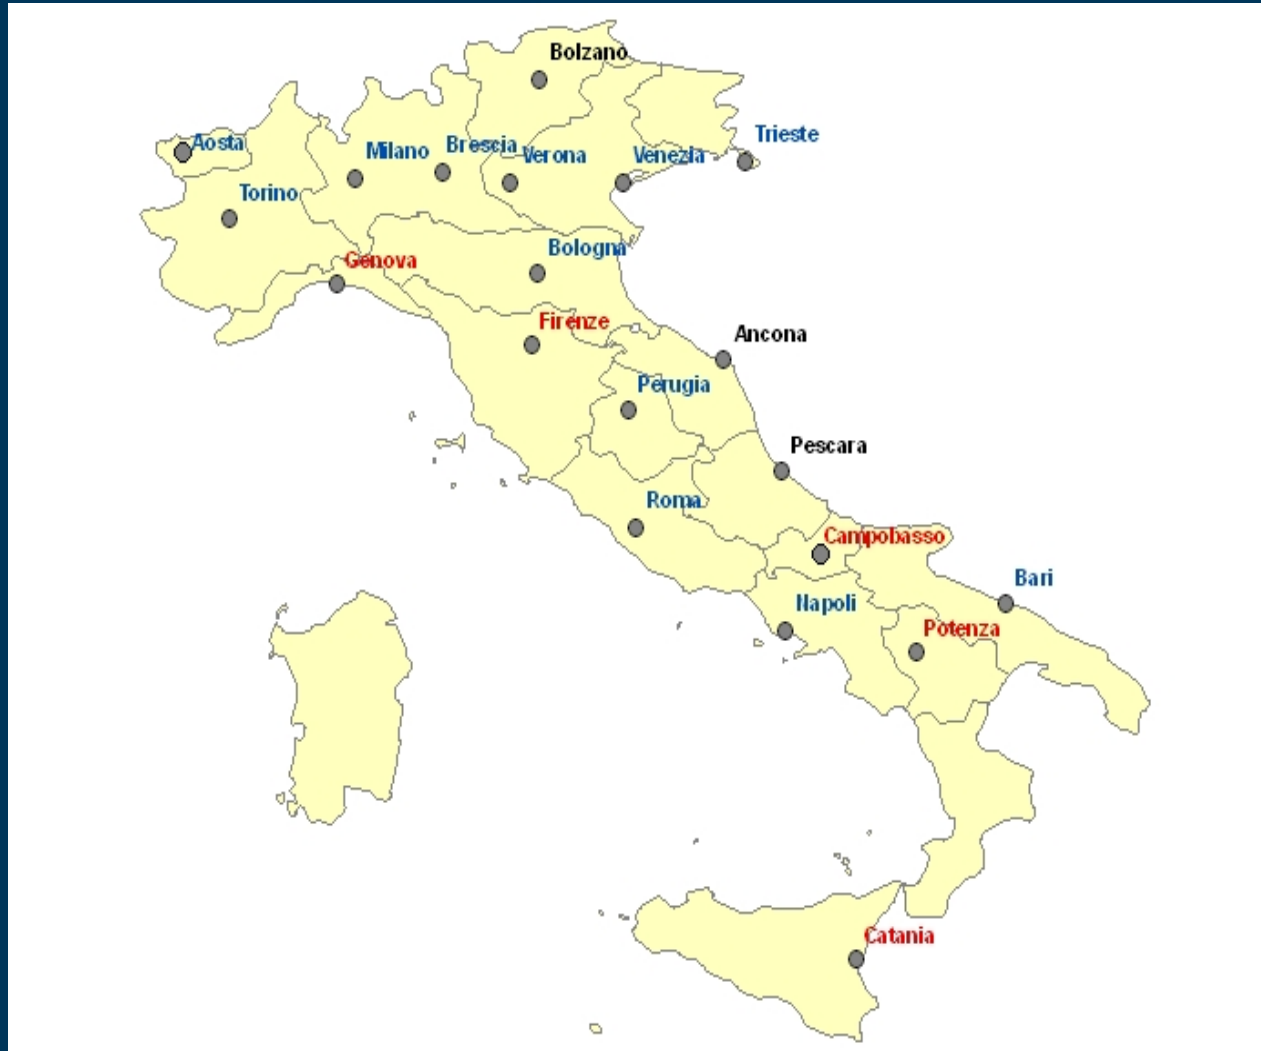 Bolzano
Trieste
Aosta
Milano
Brescia
Verona
Venezia
Torino
Bologna
Genova
Firenze
Ancona
Perugia
Pescara
Roma
Campobasso
Bari
Napoli
Potenza
Catania